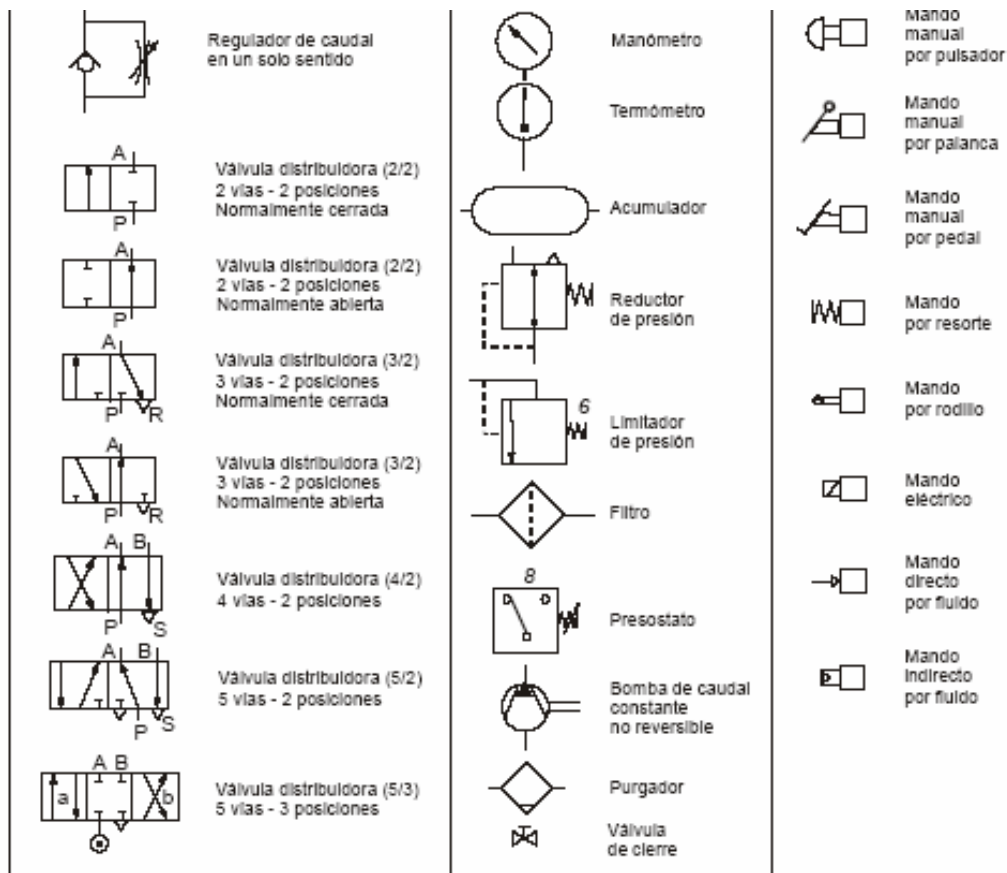 Regulador de caudal
en un solo sentido
A
P
Válvula distribuidora (2/2)
2 vías - 2 posiciones
Normalmente cerrada
A
P
Válvula distribuidora (2/2)
2 vías - 2 posiciones
Normalmente abierta
A
P
R
Válvula distribuidora (3/2)
3 vías - 2 posiciones
Normalmente cerrada
A
P
R
Válvula distribuidora (3/2)
3 vías - 2 posiciones
Normalmente abierta
A B
P
S
Válvula distribuidora (4/2)
4 vías - 2 posiciones
A B
P
S
Válvula distribuidora (5/2)
5 vías - 2 posiciones
A B
a
b
Válvula distribuidora (5/3)
5 vías - 3 posiciones
Manómetro
Termómetro
Acumulador
Reductor
de presión
6
Limitador
de presión
Filtro
8
Presostato
Bomba de caudal
constante
no reversible
Purgador
Válvula
de cierre
Mando
manual
por pulsador
Mando
manual
por palanca
Mando
manual
por pedal
Mando
por resorte
Mando
por rodillo
Mando
eléctrico
Mando
directo
por fluido
Mando
indirecto
por fluido